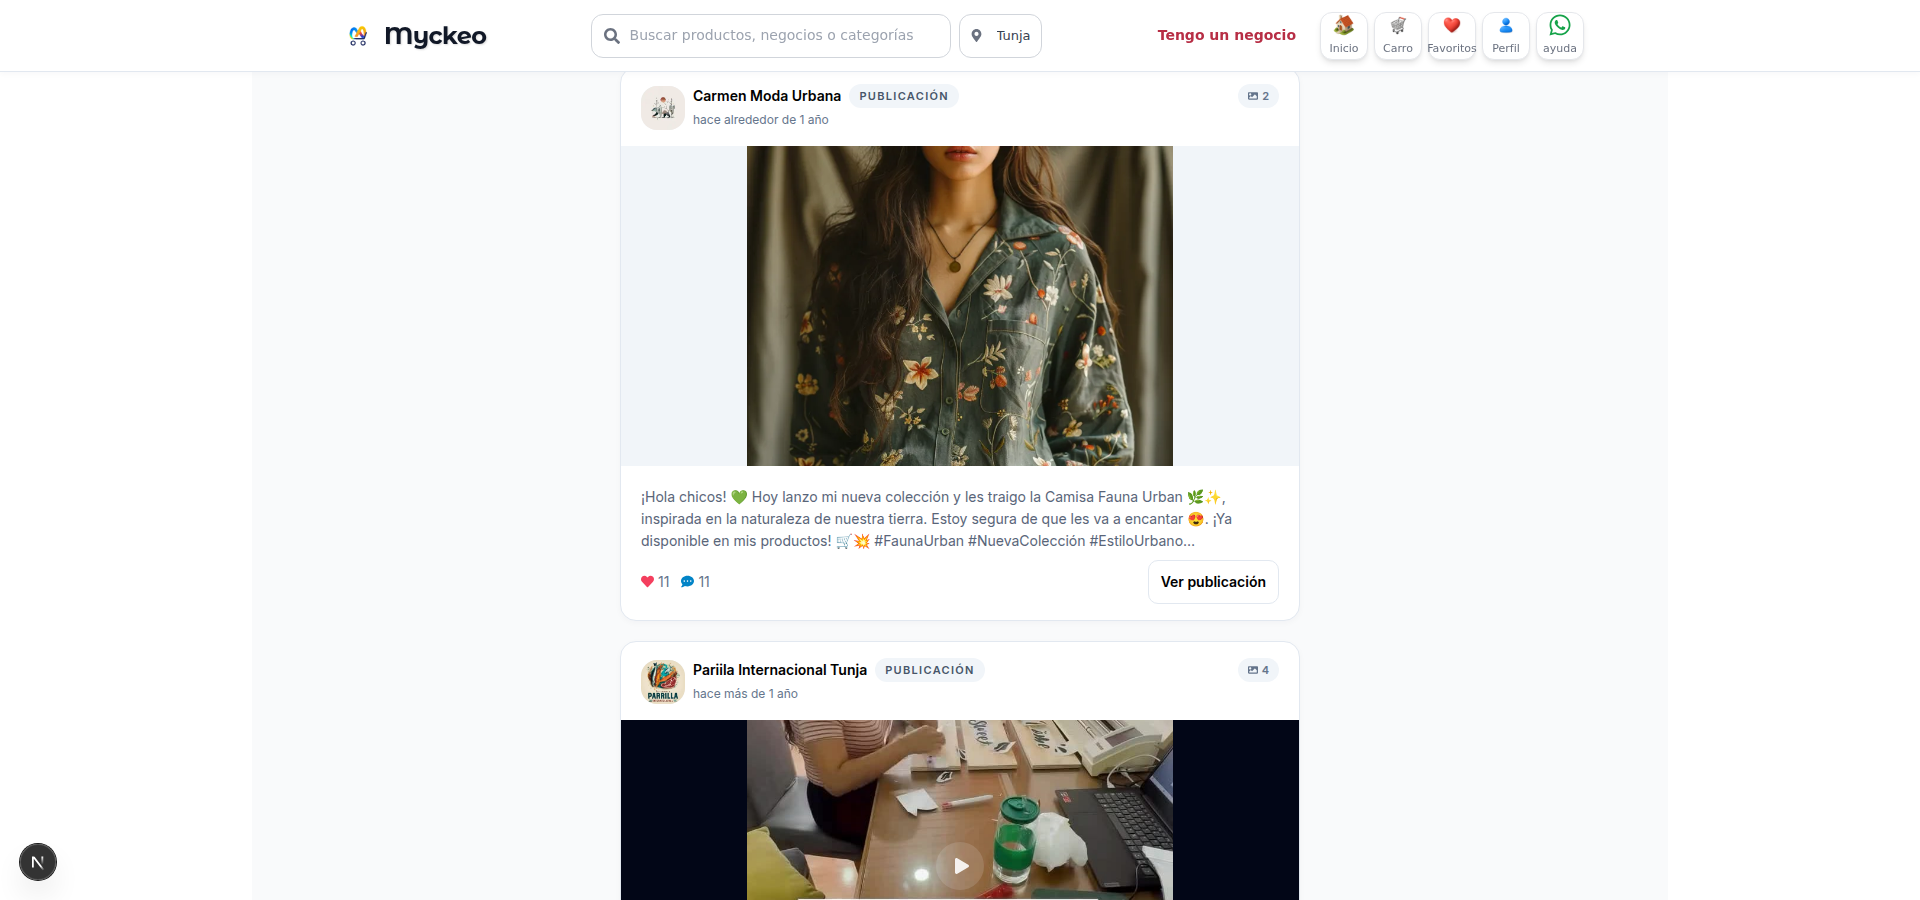 Myckeo
Buscar productos, negocios o categorías
Tunja
Tengo un negocio
Inicio
Carro
Favoritos
Perfil
ayuda
Carmen Moda Urbana PUBLICACIÓN
2
hace alrededor de 1 año
¡Hola chicos! 💚 Hoy lanzo mi nueva colección y les traigo la Camisa Fauna Urban 🌿✨,
inspirada en la naturaleza de nuestra tierra. Estoy segura de que les va a encantar 😍. ¡Ya
disponible en mis productos! 🛒💥 #FaunaUrban #NuevaColección #EstiloUrbano...
11 11
Ver publicación
Pariila Internacional Tunja PUBLICACIÓN
4
hace más de 1 año
PARRILLA
sweet
N